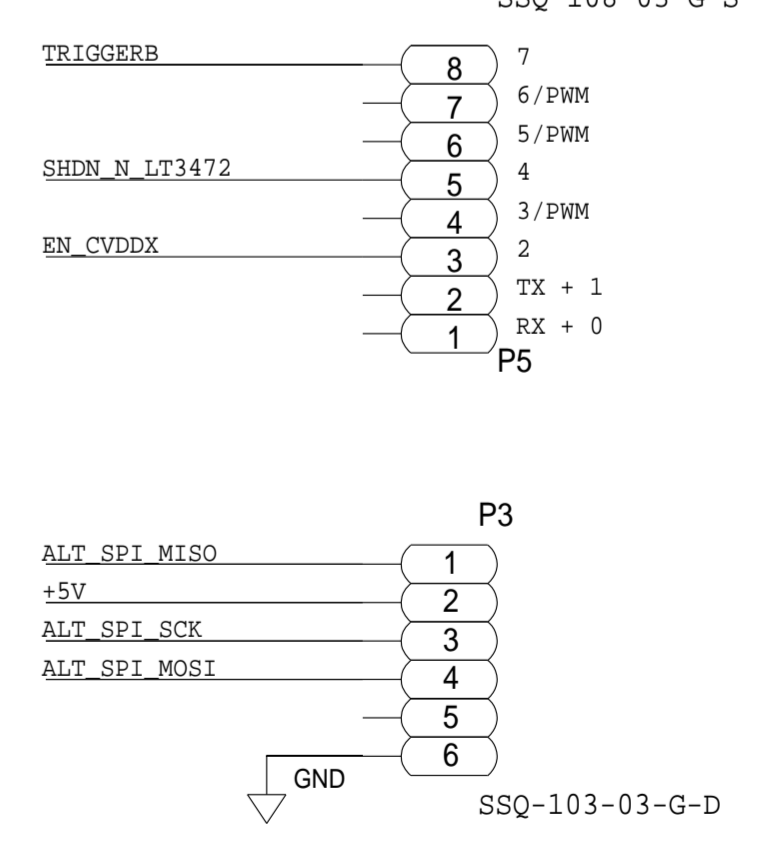 TRIGGERB 8 7
7 6/PWM
6 5/PWM
SHDN_N_LT3472 5 4
4 3/PWM
EN_CVDDX 3 2
2 TX + 1
1 RX + 0
P5
P3
ALT_SPI_MISO 1
+5V 2
ALT_SPI_SCK 3
ALT_SPI_MOSI 4
5
6
GND
SSQ-103-03-G-D